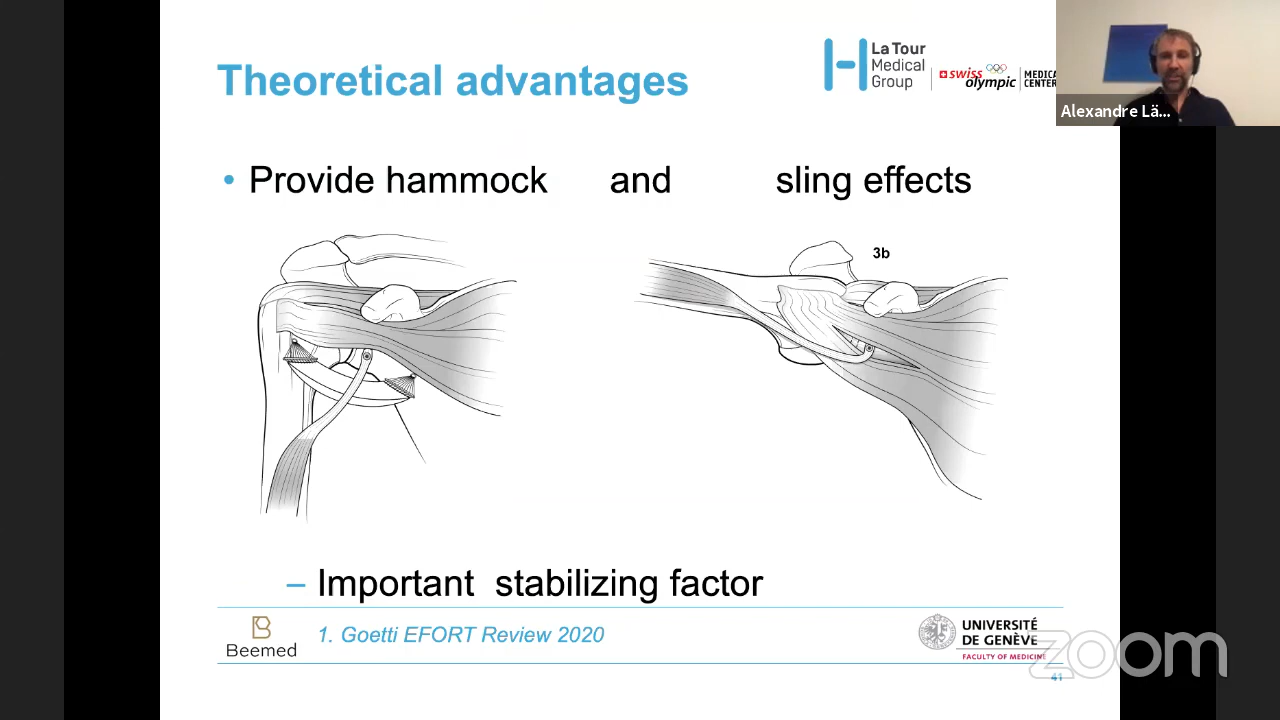 Theoretical advantages
La Tour
Medical
Group
swiss
olympic
MEDICAL
CENTER
Alexandre Lä...
• Provide hammock and sling effects
3b
– Important stabilizing factor
1. Goetti EFORT Review 2020
Beemed
UNIVERSITÉ
DE GENÈVE
FACULTY OF MEDICINE
zoom
41